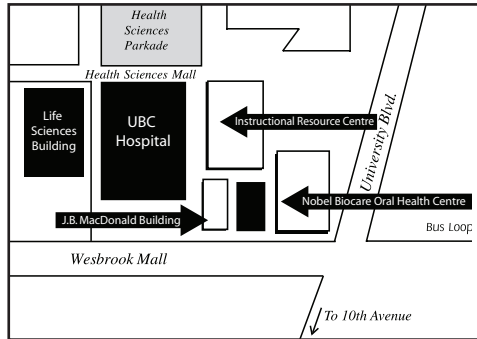 Health
Sciences
Parkade
Health Sciences Mall
Life
Sciences
Building
UBC
Hospital
Instructional Resource Centre
University Blvd.
Nobel Biocare Oral Health Centre
J.B. MacDonald Building
Bus Loop
Wesbrook Mall
To 10th Avenue